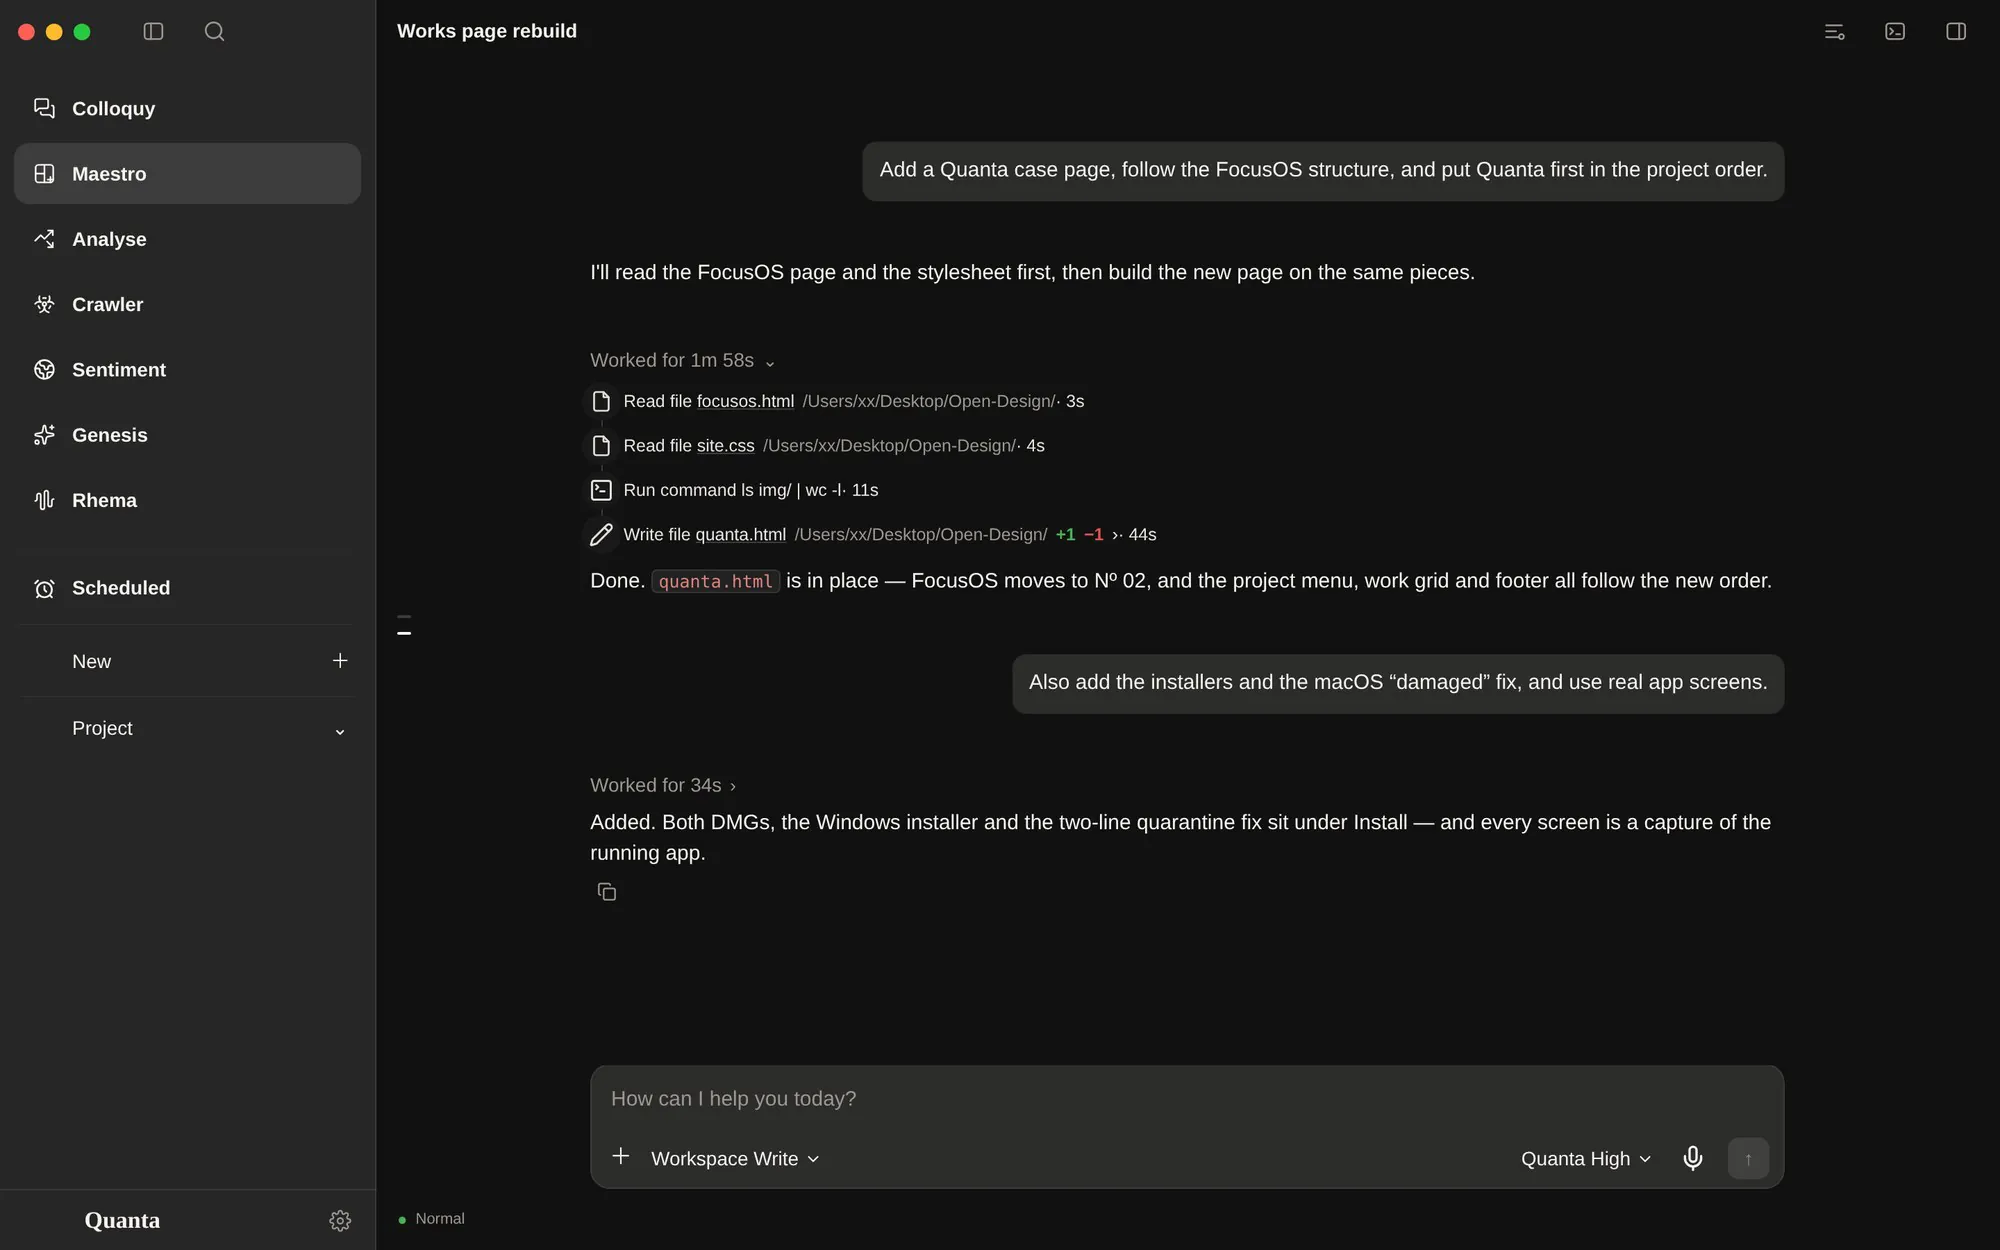 Works page rebuild
Colloquy
Maestro
Analyse
Crawler
Sentiment
Genesis
Rhema
Scheduled
New
Project
Quanta
Add a Quanta case page, follow the FocusOS structure, and put Quanta first in the project order.
I'll read the FocusOS page and the stylesheet first, then build the new page on the same pieces.
Worked for 1m 58s
Read file focusos.html /Users/xx/Desktop/Open-Design/· 3s
Read file site.css /Users/xx/Desktop/Open-Design/· 4s
Run command ls img/ | wc -l· 11s
Write file quanta.html /Users/xx/Desktop/Open-Design/ +1 −1 ›· 44s
Done. quanta.html is in place — FocusOS moves to Nº 02, and the project menu, work grid and footer all follow the new order.
Also add the installers and the macOS “damaged” fix, and use real app screens.
Worked for 34s ›
Added. Both DMGs, the Windows installer and the two-line quarantine fix sit under Install — and every screen is a capture of the
running app.
How can I help you today?
Workspace Write
Quanta High
Normal